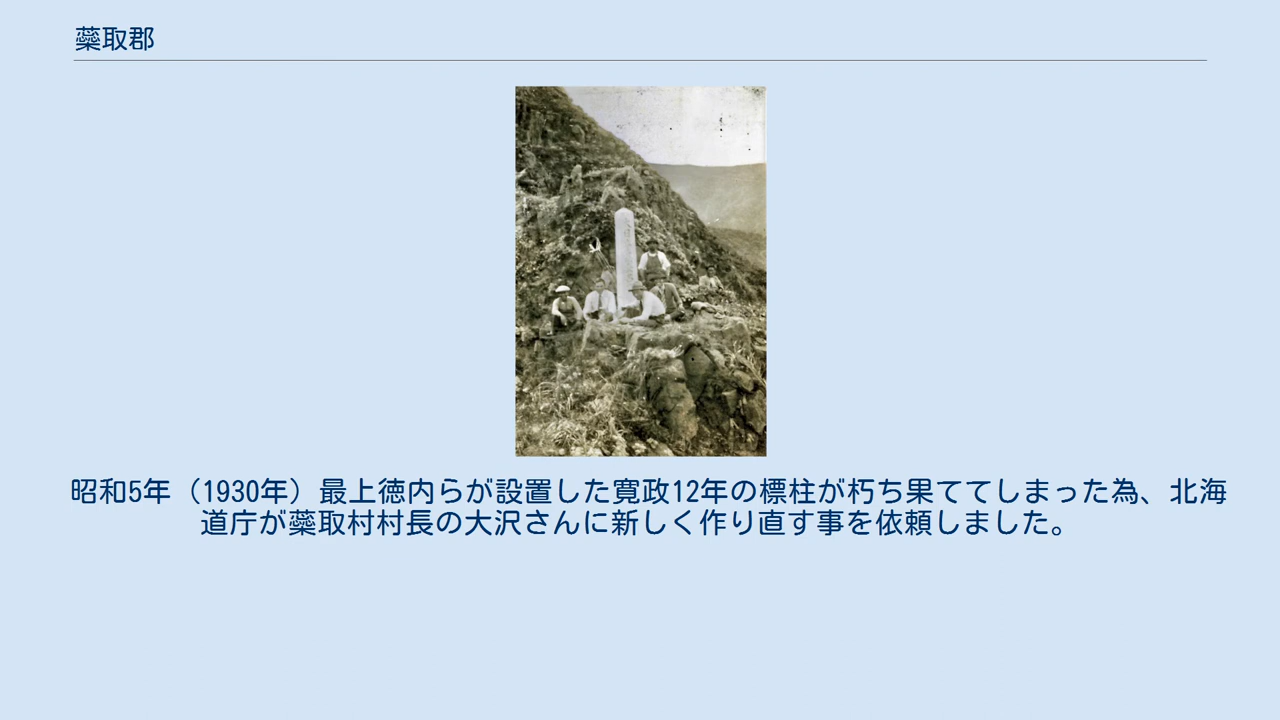 蘂取郡
昭和5年（1930年）最上徳内らが設置した寛政12年の標柱が朽ち果ててしまった為、北海
道庁が蘂取村村長の大沢さんに新しく作り直す事を依頼しました。